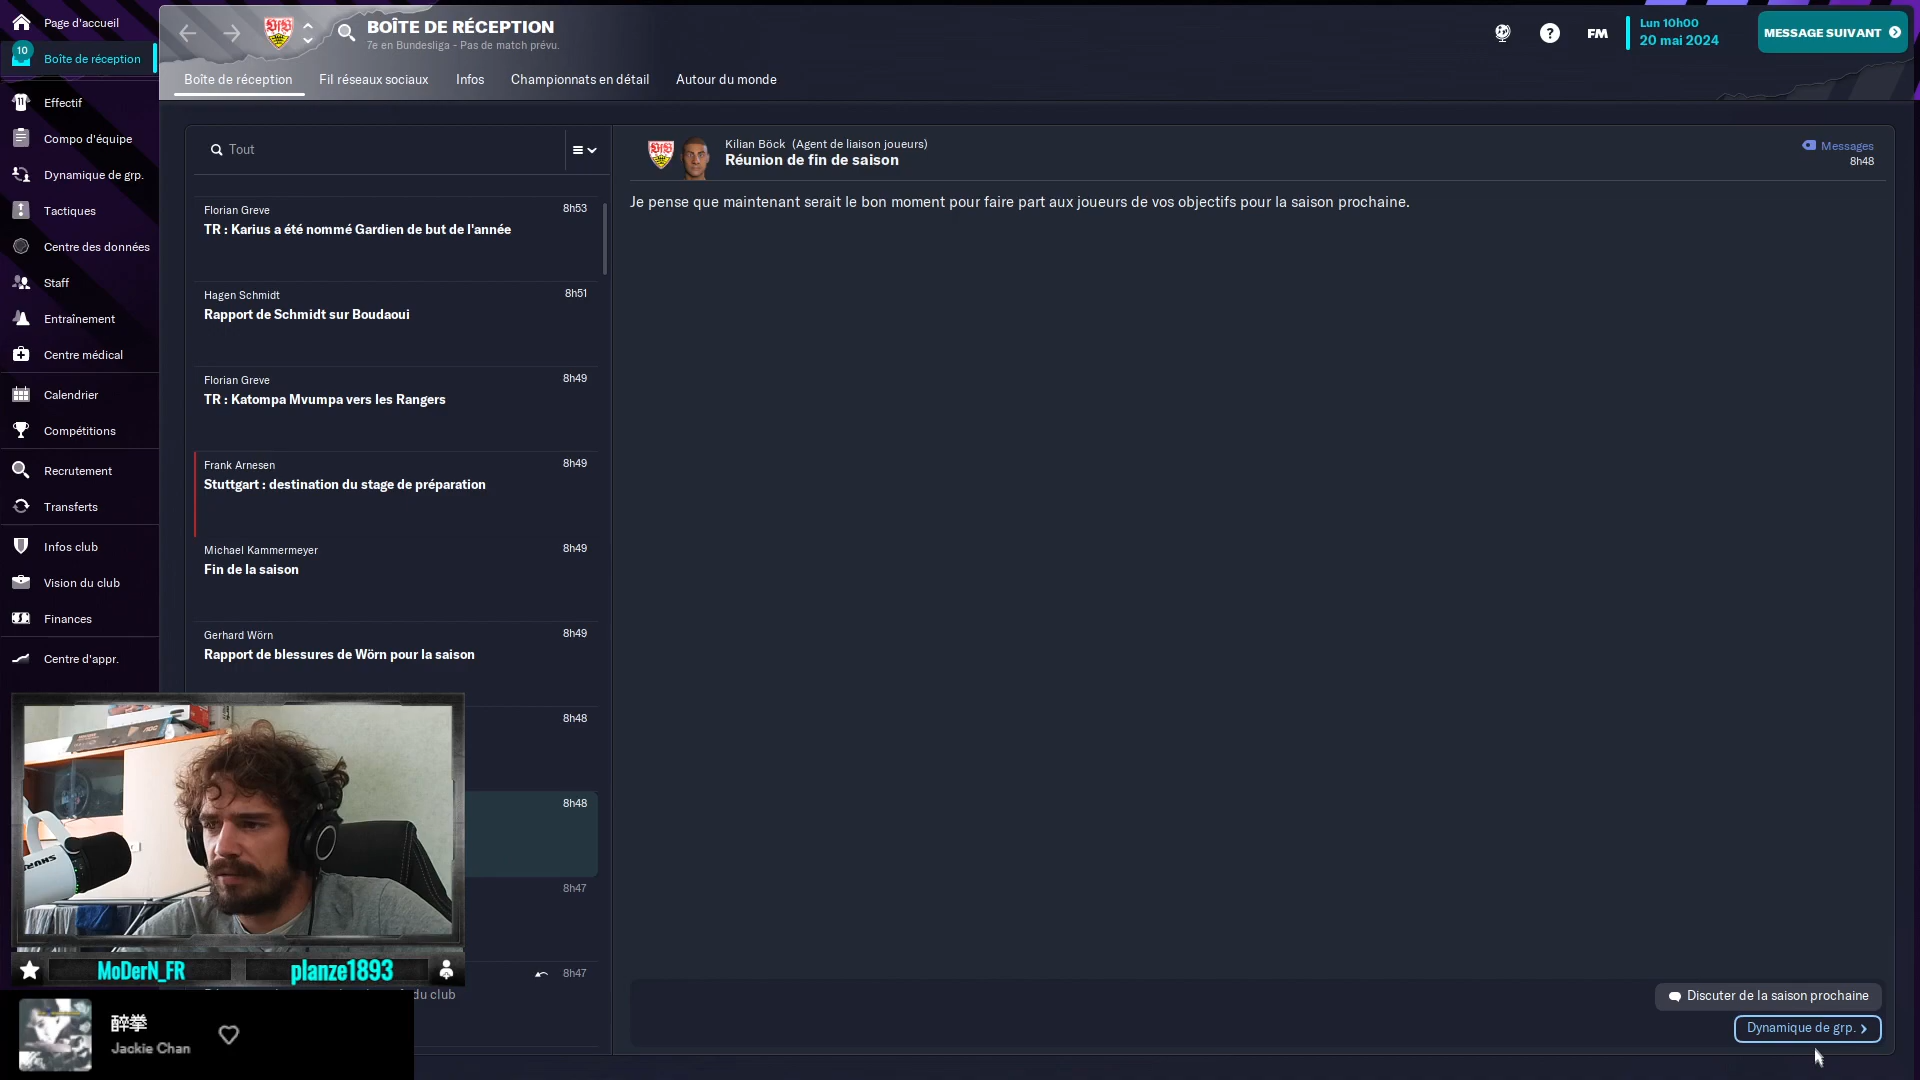 Page d'accueil
10
Boîte de réception
Effectif
Compo d'équipe
Dynamique de grp.
Tactiques
Centre des données
Staff
Entraînement
Centre médical
Calendrier
Compétitions
Recrutement
Transferts
Infos club
Vision du club
Finances
Centre d'appr.
BOÎTE DE RÉCEPTION
7e en Bundesliga - Pas de match prévu.
FM
Lun 10h00
20 mai 2024
MESSAGE SUIVANT
Boîte de réception
Fil réseaux sociaux
Infos
Championnats en détail
Autour du monde
Tout
Florian Greve
8h53
TR : Karius a été nommé Gardien de but de l'année
Hagen Schmidt
8h51
Rapport de Schmidt sur Boudaoui
Florian Greve
8h49
TR : Katompa Mvumpa vers les Rangers
Frank Arnesen
8h49
Stuttgart : destination du stage de préparation
Michael Kammermeyer
8h49
Fin de la saison
Gerhard Wörn
8h49
Rapport de blessures de Wörn pour la saison
8h48
8h48
8h47
8h47
du club
Kilian Böck (Agent de liaison joueurs)
Réunion de fin de saison
Messages
8h48
Je pense que maintenant serait le bon moment pour faire part aux joueurs de vos objectifs pour la saison prochaine.
Discuter de la saison prochaine
Dynamique de grp.
SHURE
MoDerN_FR
planze1893
醉拳
Jackie Chan